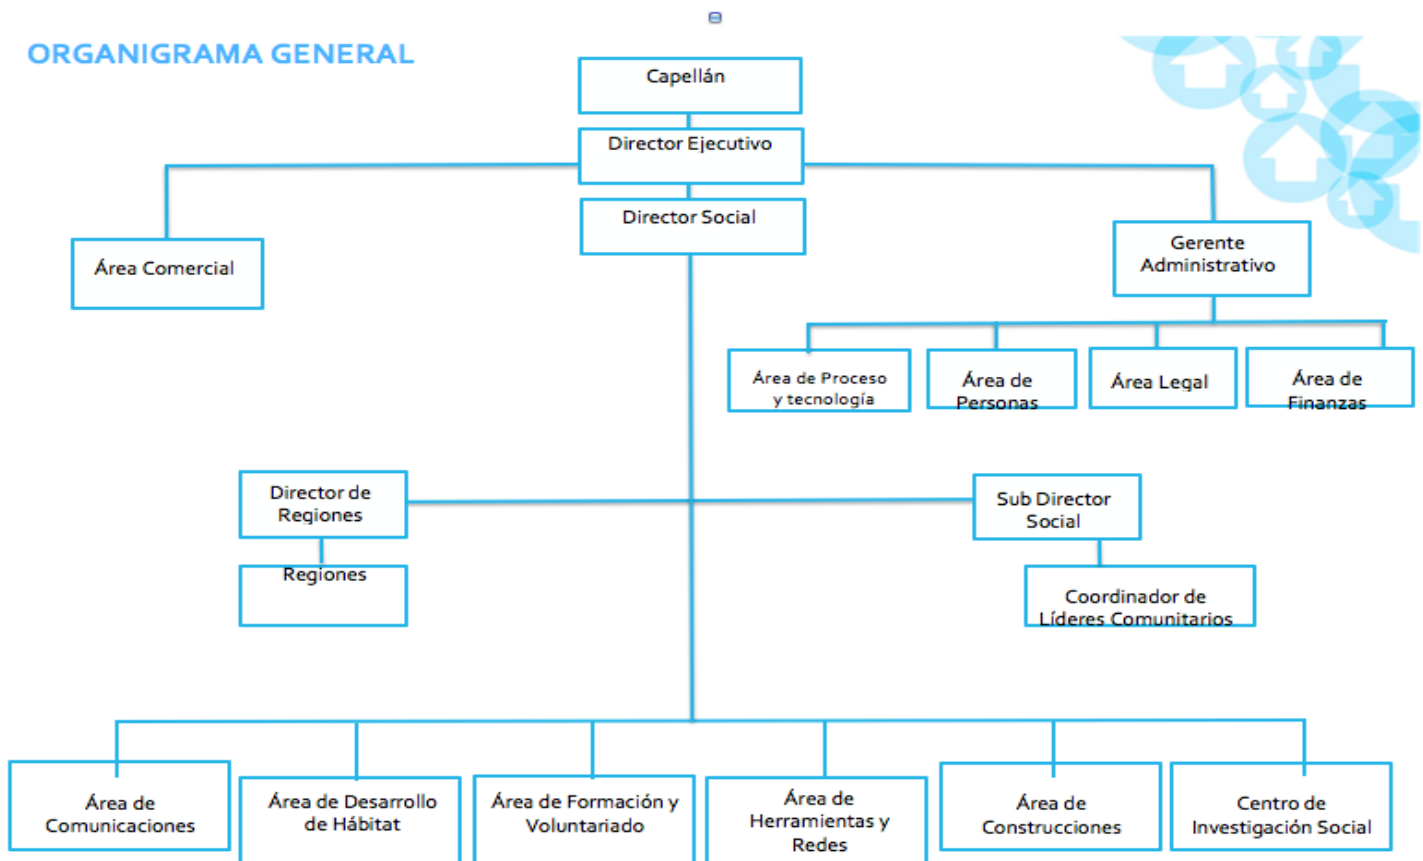 ORGANIGRAMA GENERAL
Capellán
Director Ejecutivo
Director Social
Área Comercial
Gerente
Administrativo
Área de Proceso
y tecnología
Área de
Personas
Área Legal
Área de
Finanzas
Director de
Regiones
Sub Director
Social
Regiones
Coordinador de
Líderes Comunitarios
Área de
Comunicaciones
Área de Desarrollo
de Hábitat
Área de Formación y
Voluntariado
Área de
Herramientas y
Redes
Área de
Construcciones
Centro de
Investigación Social